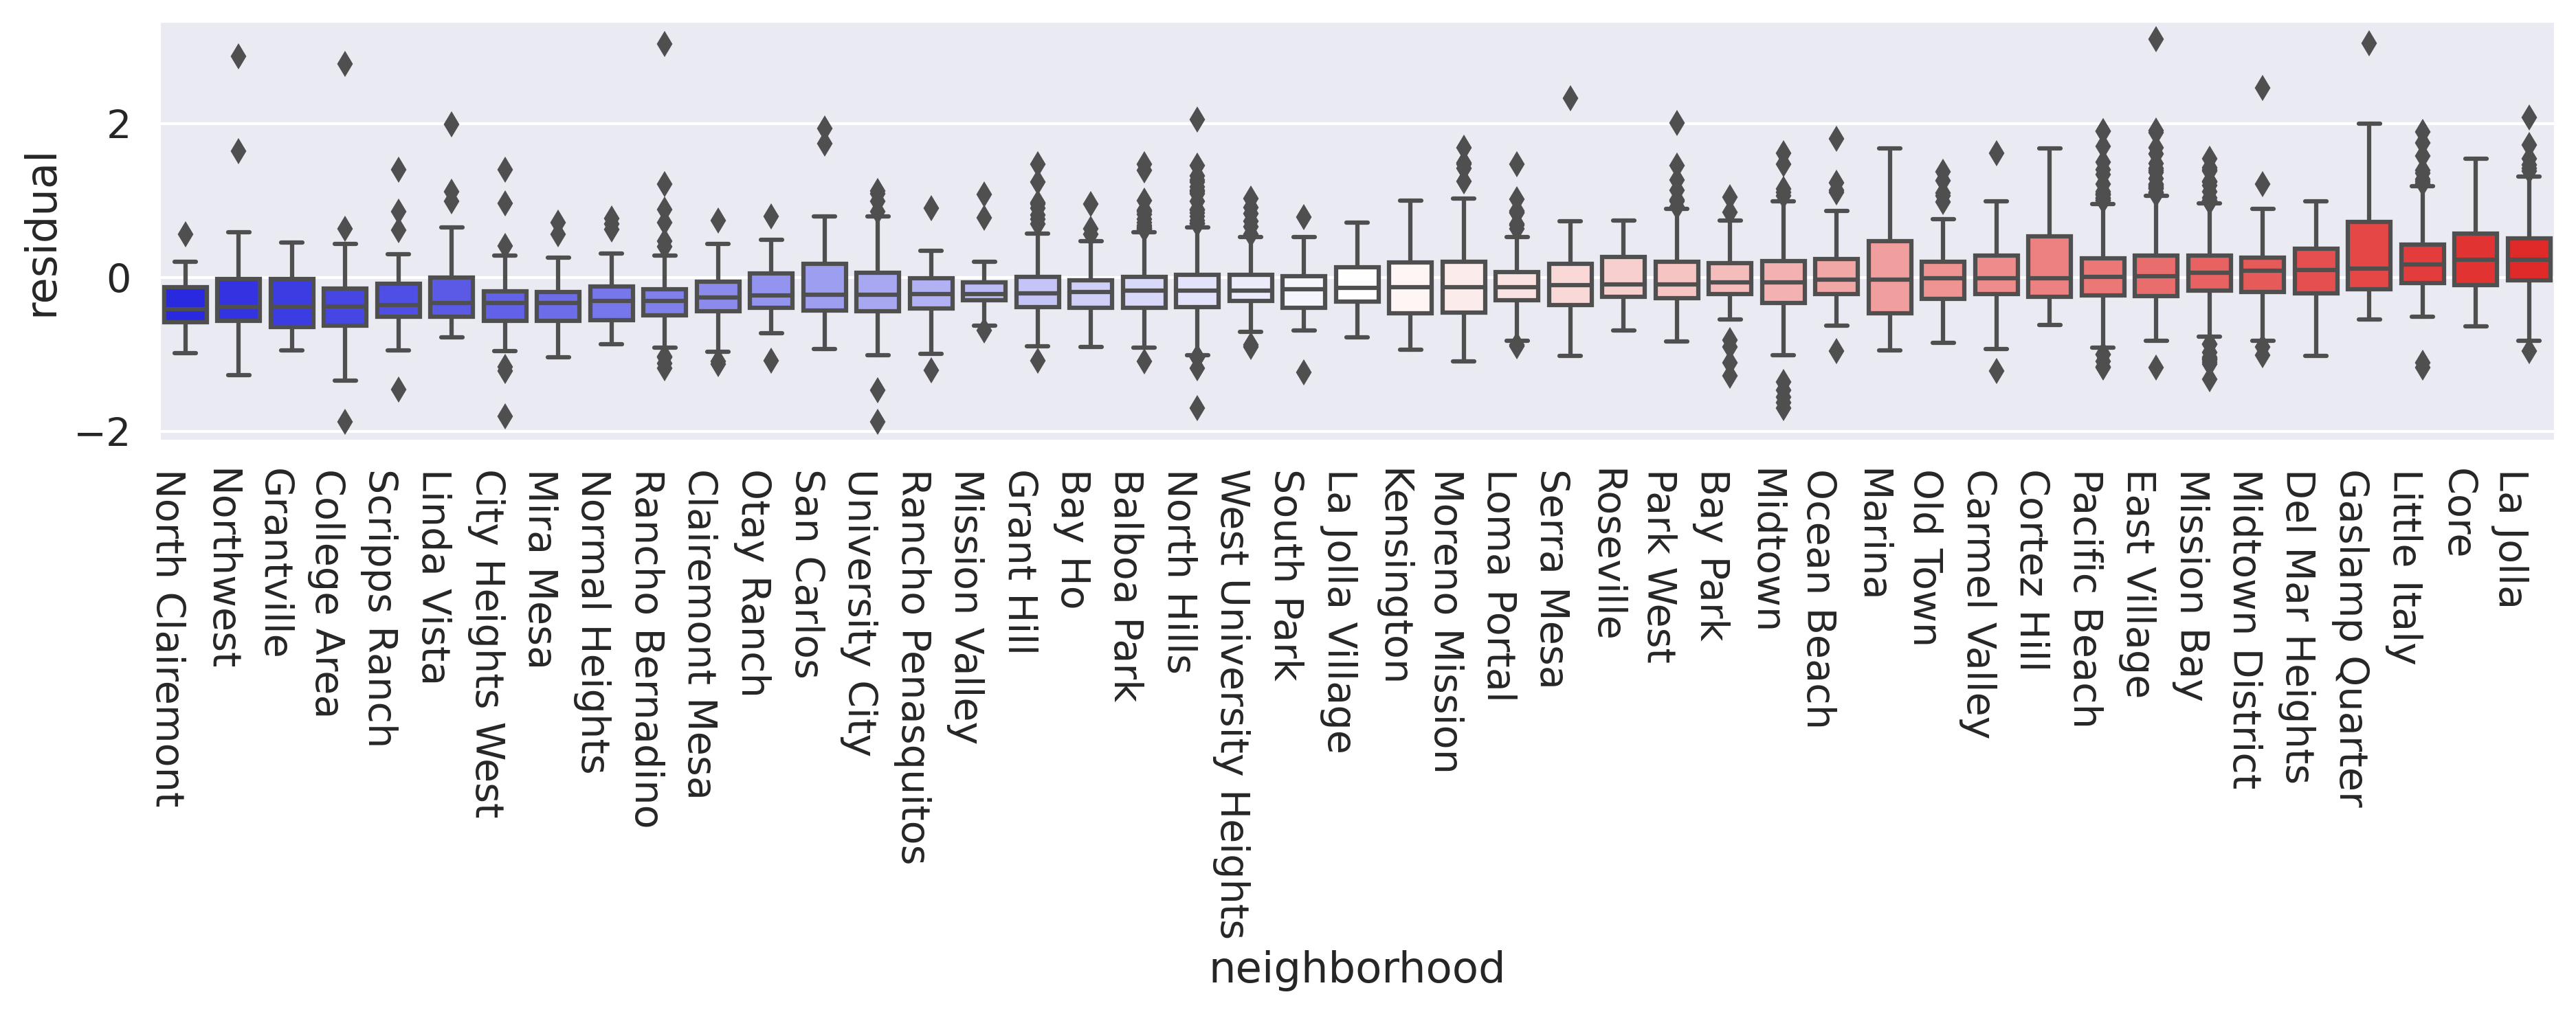 residual
2
0
−2
North Clairemont
Northwest
Grantville
College Area
Scripps Ranch
Linda Vista
City Heights West
Mira Mesa
Normal Heights
Rancho Bernadino
Clairemont Mesa
Otay Ranch
San Carlos
University City
Rancho Penasquitos
Mission Valley
Grant Hill
Bay Ho
Balboa Park
North Hills
West University Heights
South Park
La Jolla Village
Kensington
Moreno Mission
Loma Portal
Serra Mesa
Roseville
Park West
Bay Park
Midtown
Ocean Beach
Marina
Old Town
Carmel Valley
Cortez Hill
Pacific Beach
East Village
Mission Bay
Midtown District
Del Mar Heights
Gaslamp Quarter
Little Italy
Core
La Jolla
neighborhood